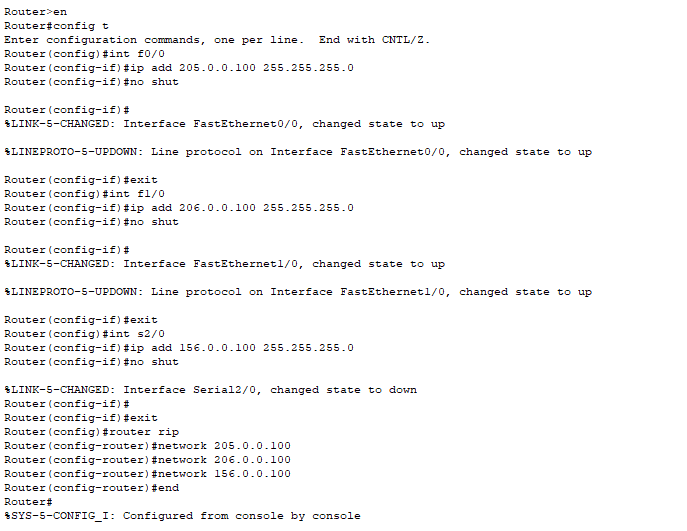 Router>en
Router#config t
Enter configuration commands, one per line.  End with CNTL/Z.
Router(config)#int f0/0
Router(config-if)#ip add 205.0.0.100 255.255.255.0
Router(config-if)#no shut
Router(config-if)#
%LINK-5-CHANGED: Interface FastEthernet0/0, changed state to up
%LINEPROTO-5-UPDOWN: Line protocol on Interface FastEthernet0/0, changed state to up
Router(config-if)#exit
Router(config)#int f1/0
Router(config-if)#ip add 206.0.0.100 255.255.255.0
Router(config-if)#no shut
Router(config-if)#
%LINK-5-CHANGED: Interface FastEthernet1/0, changed state to up
%LINEPROTO-5-UPDOWN: Line protocol on Interface FastEthernet1/0, changed state to up
Router(config-if)#exit
Router(config)#int s2/0
Router(config-if)#ip add 156.0.0.100 255.255.255.0
Router(config-if)#no shut
%LINK-5-CHANGED: Interface Serial2/0, changed state to down
Router(config-if)#
Router(config-if)#exit
Router(config)#router rip
Router(config-router)#network 205.0.0.100
Router(config-router)#network 206.0.0.100
Router(config-router)#network 156.0.0.100
Router(config-router)#end
Router#
%SYS-5-CONFIG_I: Configured from console by console